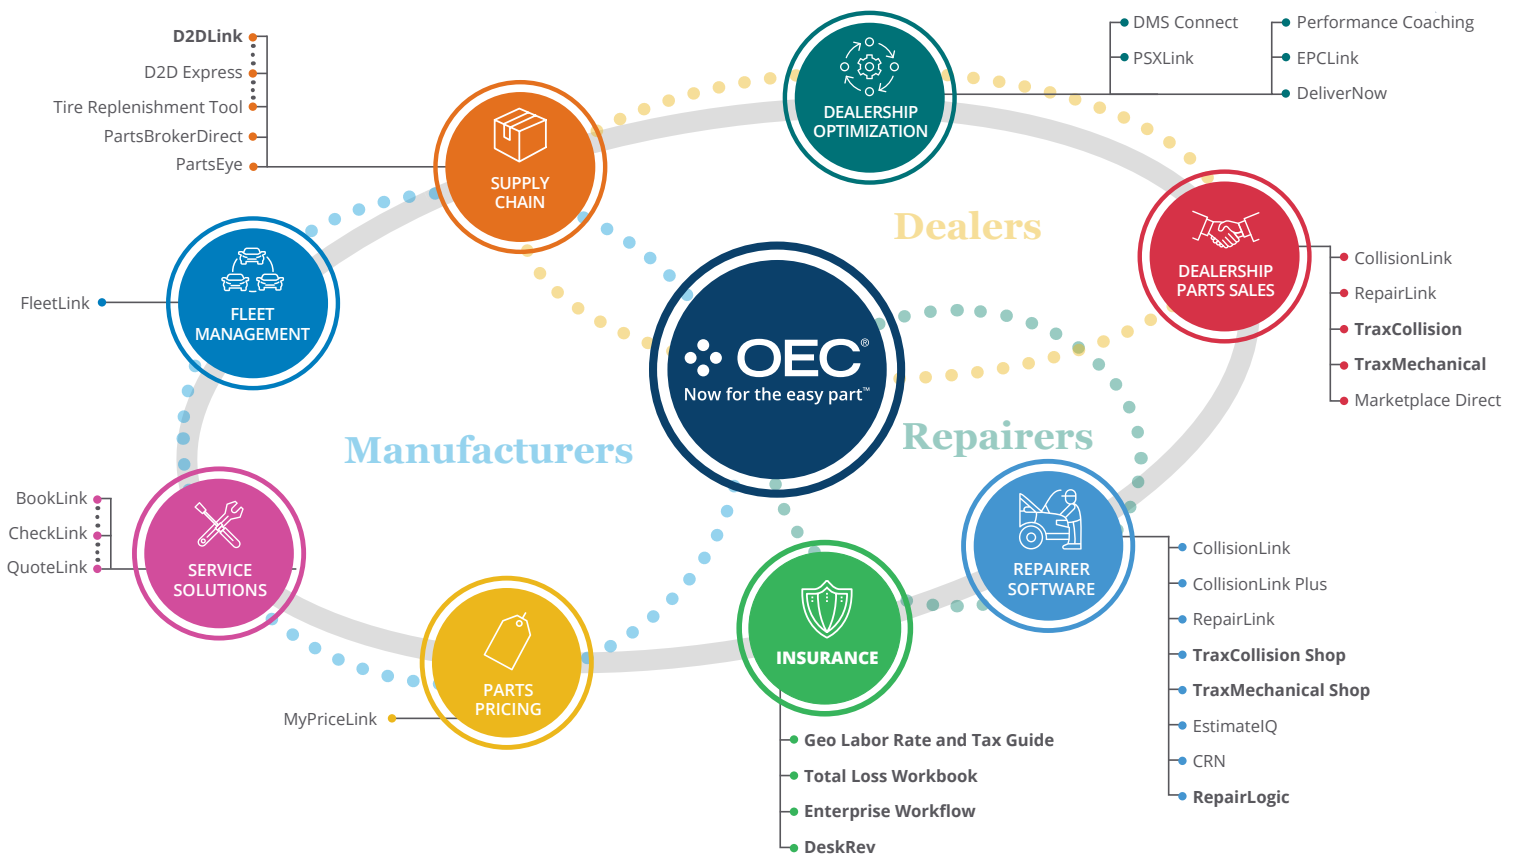 D2DLink
D2D Express
Tire Replenishment Tool
PartsBrokerDirect
PartsEye
SUPPLY
CHAIN
DEALERSHIP
OPTIMIZATION
DMS Connect
PSXLink
Performance Coaching
EPCLink
DeliverNow
Dealers
DEALERSHIP
PARTS SALES
CollisionLink
RepairLink
TraxCollision
TraxMechanical
Marketplace Direct
FleetLink
FLEET
MANAGEMENT
OEC®
Now for the easy part™
Manufacturers
Repairers
BookLink
CheckLink
QuoteLink
SERVICE
SOLUTIONS
PARTS
PRICING
MyPriceLink
INSURANCE
Geo Labor Rate and Tax Guide
Total Loss Workbook
Enterprise Workflow
DeskRev
REPAIRER
SOFTWARE
CollisionLink
CollisionLink Plus
RepairLink
TraxCollision Shop
TraxMechanical Shop
EstimateIQ
CRN
RepairLogic